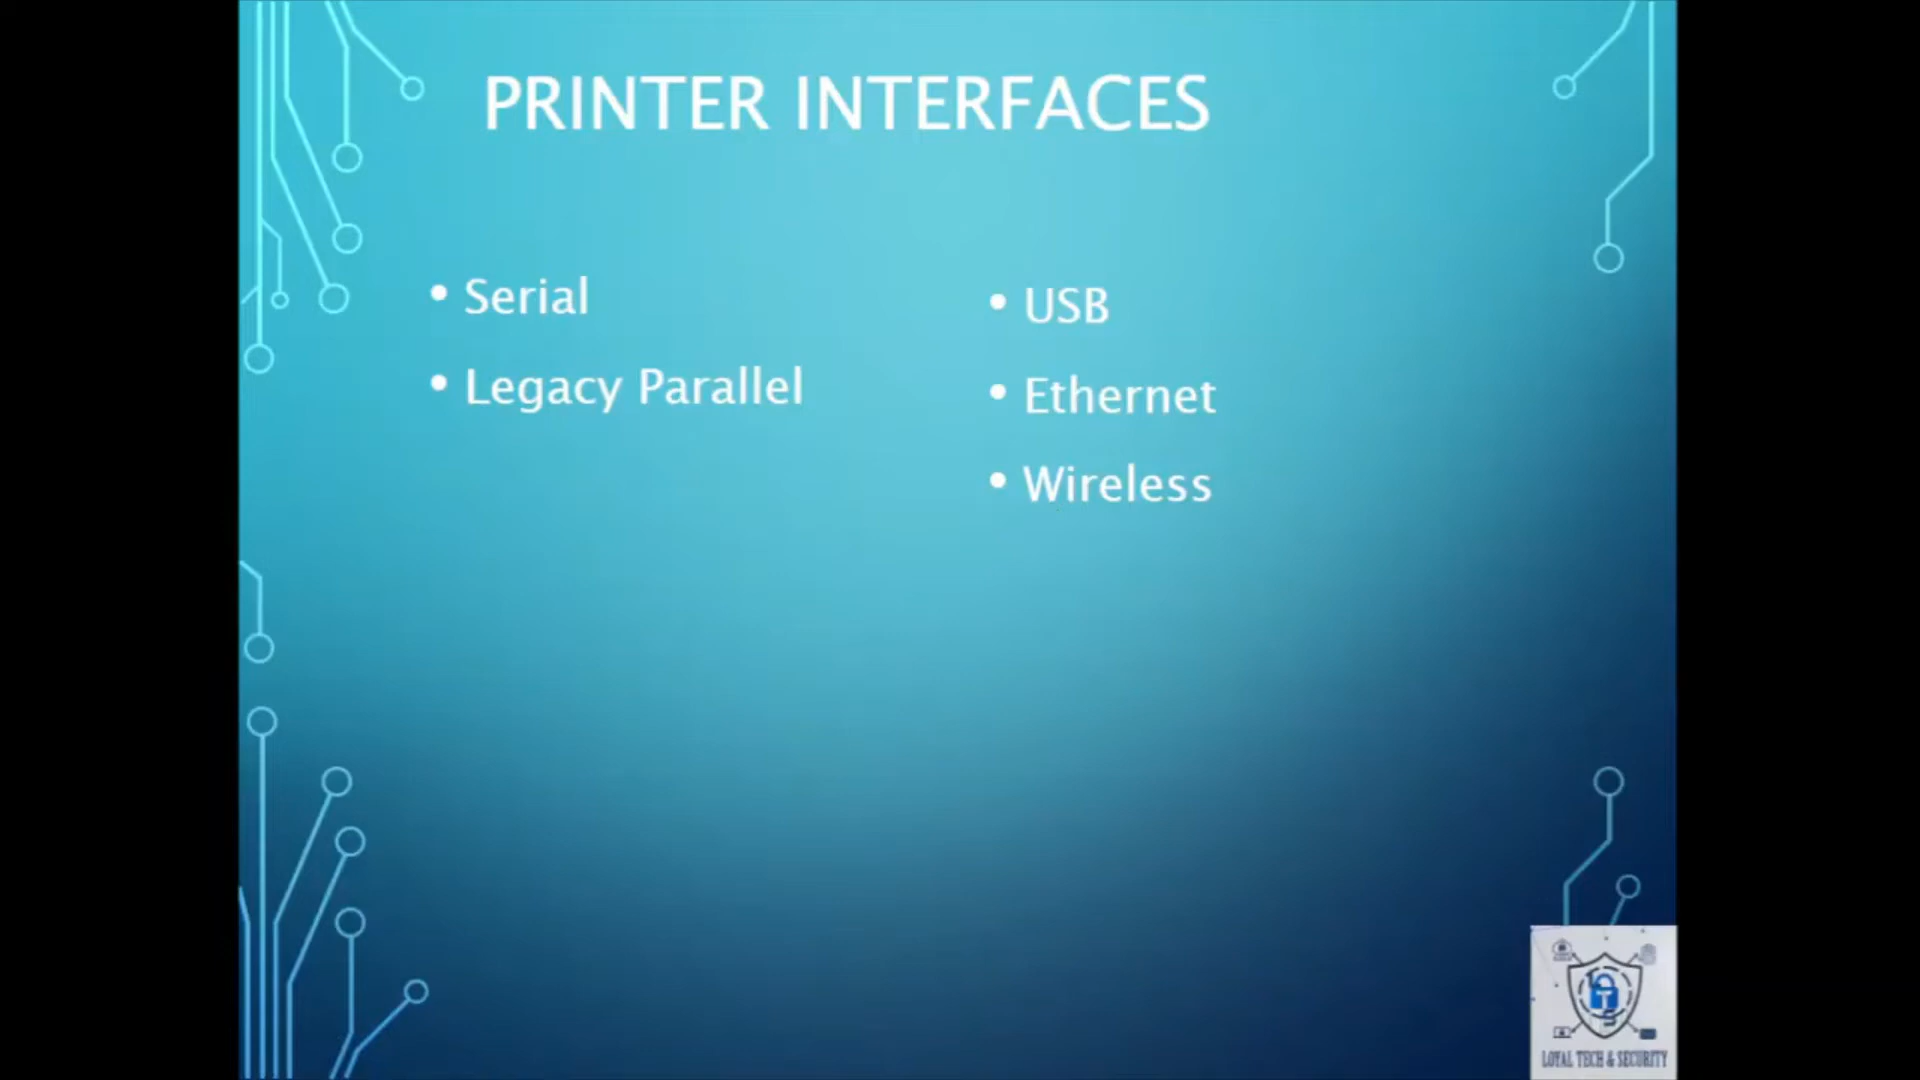 PRINTER INTERFACES
• Serial
• Legacy Parallel
• USB
• Ethernet
• Wireless
LOYAL TECH & SECURITY